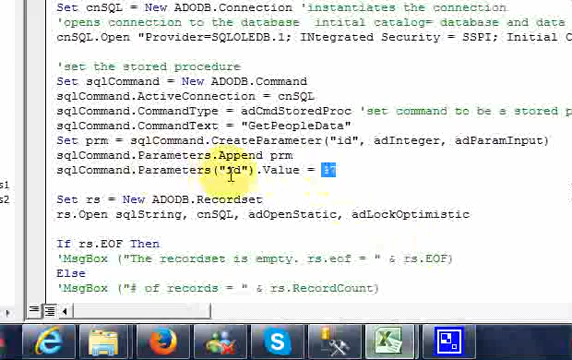 Set cnSQL = New ADODB.Connection 'instantiates the connection
'opens connection to the database intital catalog= database and data
cnSQL.Open "Provider=SQLOLEDB.1; INtegrated Security = SSPI; Initial C
'set the stored procedure
Set sqlCommand = New ADODB.Command
sqlCommand.ActiveConnection = cnSQL
sqlCommand.CommandType = adCmdStoredProc 'set command to be a stored p
sqlCommand.CommandText = "GetPeopleData"
Set prm = sqlCommand.CreateParameter("id", adInteger, adParamInput)
sqlCommand.Parameters.Append prm
sqlCommand.Parameters("id").Value =
Set rs = New ADODB.Recordset
rs.Open sqlString, cnSQL, adOpenStatic, adLockOptimistic
If rs.EOF Then
'MsgBox ("The recordset is empty. rs.eof = " & rs.EOF)
Else
'MsgBox ("# of records = " & rs.RecordCount)
s1
s2